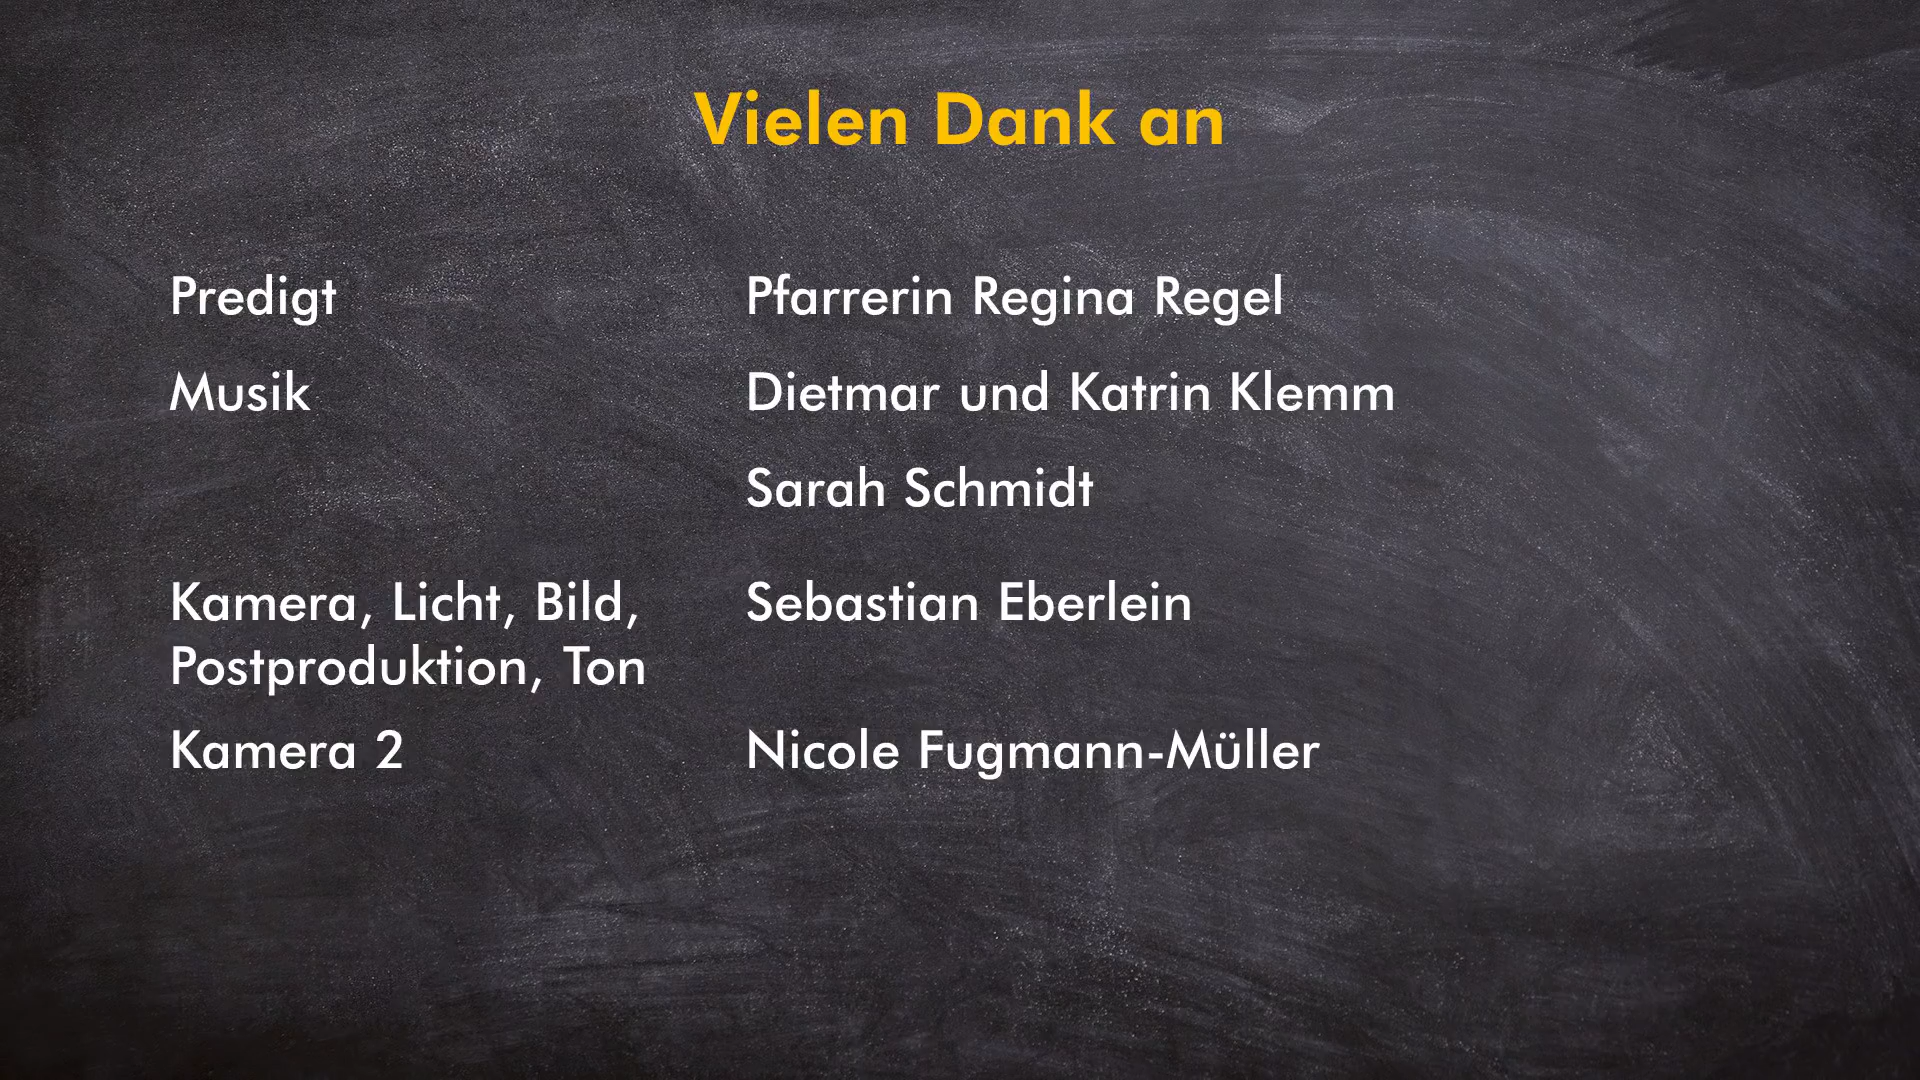 Vielen Dank an
Predigt Pfarrerin Regina Regel
Musik Dietmar und Katrin Klemm
Sarah Schmidt
Kamera, Licht, Bild, Sebastian Eberlein
Postproduktion, Ton
Kamera 2 Nicole Fugmann-Müller